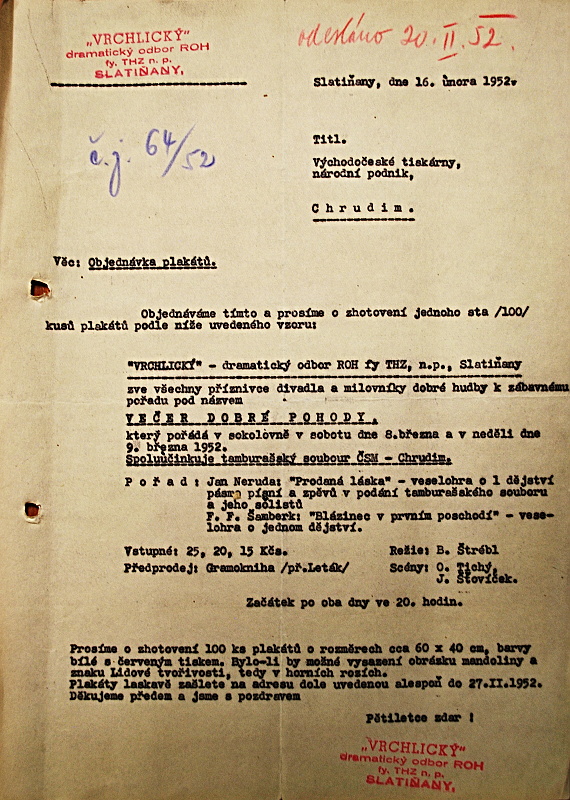 „VRCHLICKÝ"
dramatický odbor ROH
fy. THZ n. p.
SLATIŇANY,
odesláno 20. II. 52.
Slatiňany, dne 16. února 1952.
č.j. 64/52
Titl.
Východočeské tiskárny,
národní podnik,
Chrudim.
Věc: Objednávka plakátů.
Objednáváme tímto a prosíme o zhotovení jednoho sta /100/
kusů plakátů podle níže uvedeného vzoru:
"VRCHLICKÝ" - dramatický odbor ROH fy THZ, n.p., Slatiňany
zve všechny příznivce divadla a milovníky dobré hudby k zábavnému
pořadu pod názvem
VEČER DOBRÉ POHODY,
který pořádá v sokolovně v sobotu dne 8.března a v neděli dne
9. března 1952.
Spoluučinkuje tamburašský soubour ČSM - Chrudim.
Pořad: Jan Neruda: "Prodaná láska" - veselohra o 1 dějství
pásmo písní a zpěvů v podání tamburašského souboru
a jeho sólistů
F. F. Šamberk: "Blázinec v prvním poschodí" - vese-
lohra o jednom dějství.
Vstupné: 25, 20, 15 Kčs. Režie: B. Štrébl
Předprodej: Gramokniha /př.Leták/ Scény: O. Tichý,
J. Štovíček.
Začátek po oba dny ve 20. hodin.
Prosíme o zhotovení 100 ks plakátů o rozměrech cca 60 x 40 cm, barvy
bílé s červeným tiskem. Bylo-li by možné vysazení obrázku mandoliny a
znaku Lidové tvořivosti, tedy v horních rozích.
Plakáty laskavě zašlete na adresu dole uvedenou alespoň do 27.II.1952.
Děkujeme předem a jsme s pozdravem
Pětiletce zdar !
„VRCHLICKÝ"
dramatický odbor ROH
fy. THZ n. p.
SLATIŇANY,